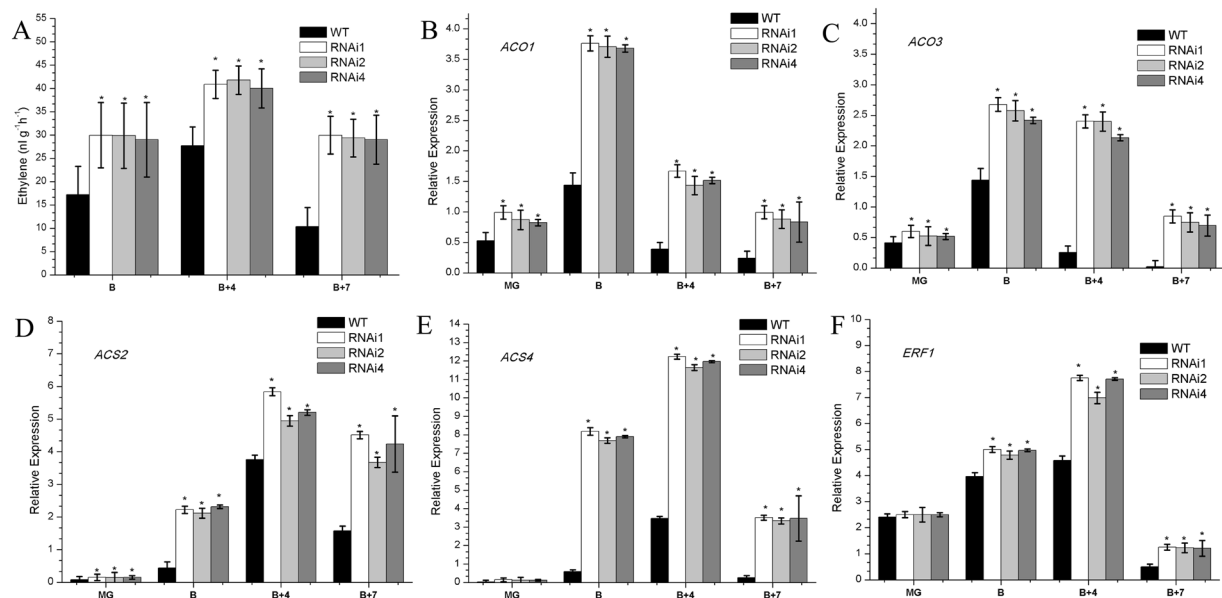 A
Ethylene (nl g⁻¹h⁻¹)
55
50
45
40
35
30
25
20
15
10
5
0
WT
RNAi1
RNAi2
RNAi4
* * *
* * *
* * *
B B+4 B+7
B
ACO1
Relative Expression
4.0
3.5
3.0
2.5
2.0
1.5
1.0
0.5
0.0
WT
RNAi1
RNAi2
RNAi4
* * *
* * *
* * *
* * *
MG B B+4 B+7
C
ACO3
Relative Expression
4.0
3.5
3.0
2.5
2.0
1.5
1.0
0.5
0.0
WT
RNAi1
RNAi2
RNAi4
* * *
* * *
* * *
* * *
MG B B+4 B+7
D
ACS2
Relative Expression
8
7
6
5
4
3
2
1
0
WT
RNAi1
RNAi2
RNAi4
* * *
* * *
* * *
* * *
MG B B+4 B+7
E
ACS4
Relative Expression
14
13
12
11
10
9
8
7
6
5
4
3
2
1
0
WT
RNAi1
RNAi2
RNAi4
* * *
* * *
* * *
MG B B+4 B+7
F
ERF1
Relative Expression
10
9
8
7
6
5
4
3
2
1
0
WT
RNAi1
RNAi2
RNAi4
* * *
* * *
* * *
MG B B+4 B+7